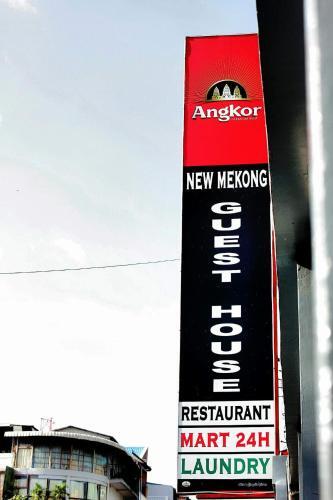 Angkor
NEW MEKONG
GUEST HOUSE
RESTAURANT
MART 24H
LAUNDRY